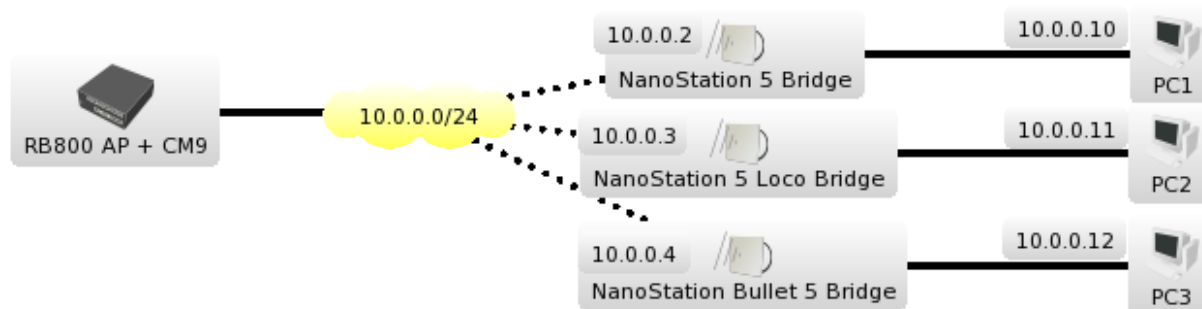 RB800 AP + CM9
10.0.0.0/24
10.0.0.2
NanoStation 5 Bridge
10.0.0.10
PC1
10.0.0.3
NanoStation 5 Loco Bridge
10.0.0.11
PC2
10.0.0.4
NanoStation Bullet 5 Bridge
10.0.0.12
PC3